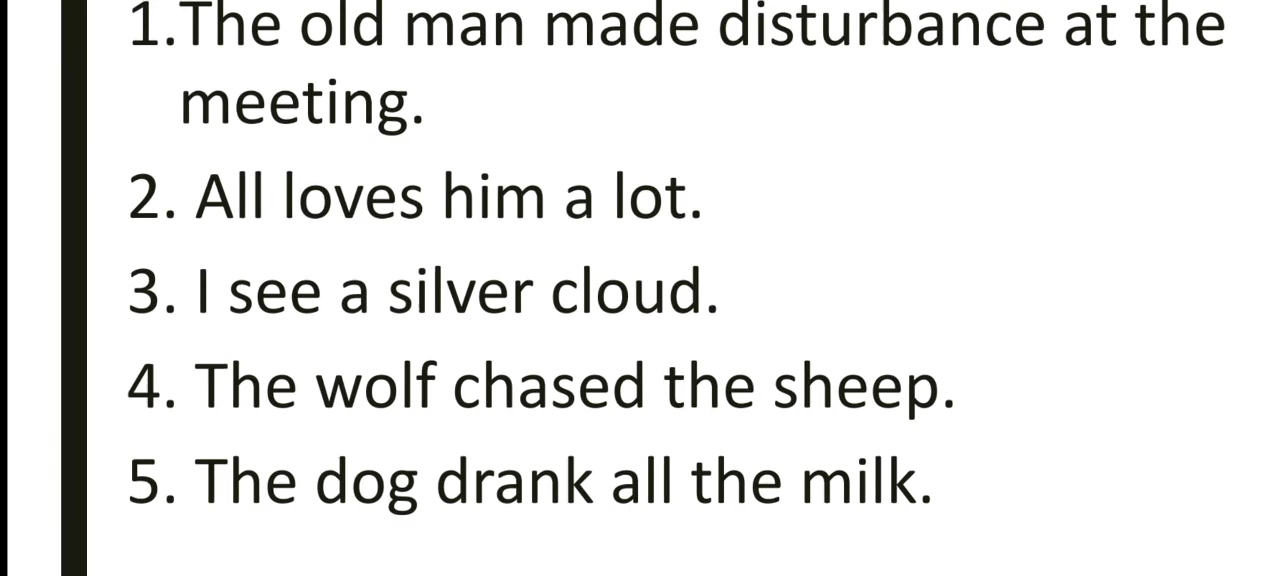 1.The old man made disturbance at the
meeting.
2. All loves him a lot.
3. I see a silver cloud.
4. The wolf chased the sheep.
5. The dog drank all the milk.